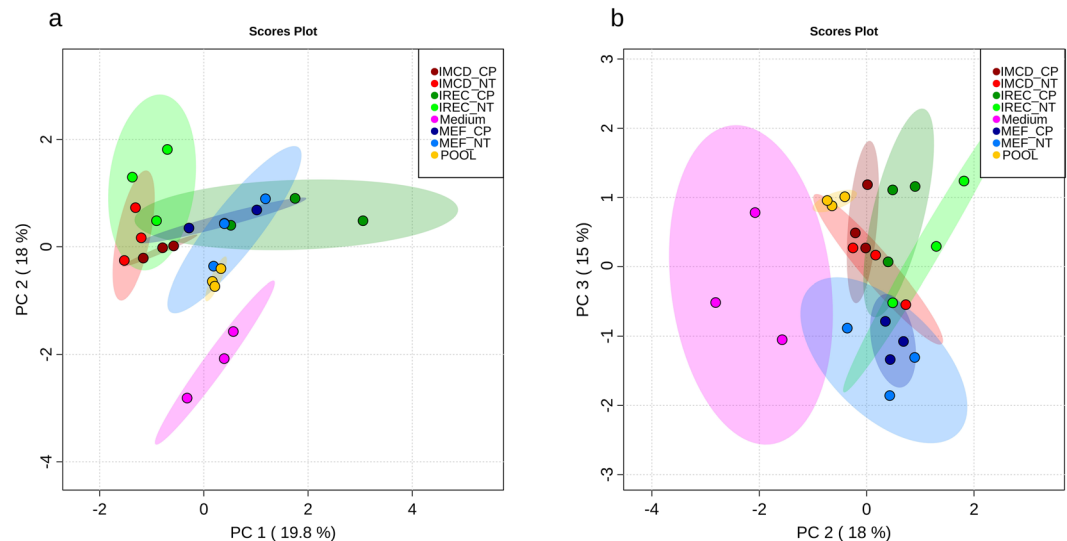 a
Scores Plot
IMCD_CP
IMCD_NT
IREC_CP
IREC_NT
Medium
MEF_CP
MEF_NT
POOL
PC 2 ( 18 %)
2
0
-2
-4
-2
0
2
4
PC 1 ( 19.8 %)
b
Scores Plot
IMCD_CP
IMCD_NT
IREC_CP
IREC_NT
Medium
MEF_CP
MEF_NT
POOL
PC 3 ( 15 %)
3
2
1
0
-1
-2
-3
-4
-2
0
2
PC 2 ( 18 %)